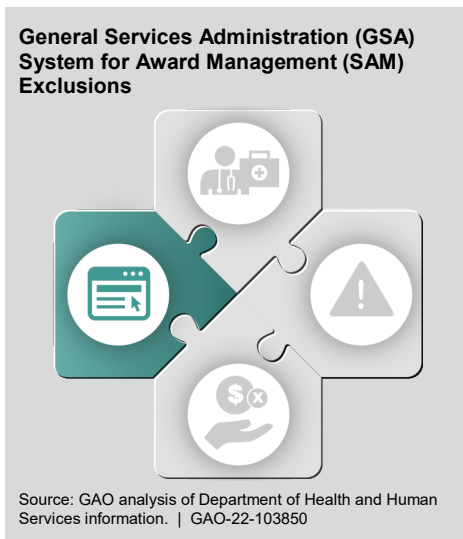 General Services Administration (GSA)
System for Award Management (SAM)
Exclusions
$
x
Source: GAO analysis of Department of Health and Human
Services information. | GAO-22-103850